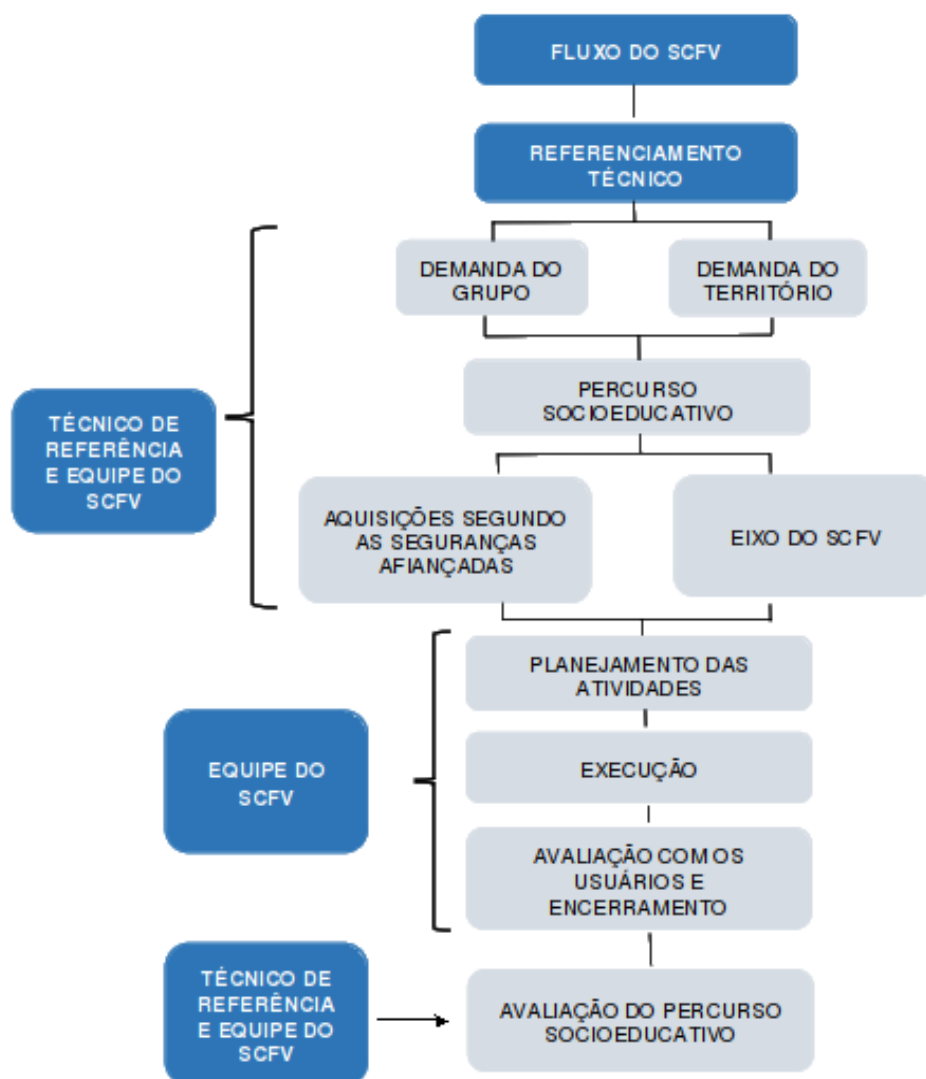 FLUXO DO SCFV
REFERENCIAMENTO
TÉCNICO
DEMANDA DO
GRUPO
DEMANDA DO
TERRITÓRIO
PERCURSO
SOCIOEDUCATIVO
TÉCNICO DE
REFERÊNCIA
E EQUIPE DO
SCFV
AQUISIÇÕES SEGUNDO
AS SEGURANÇAS
AFIANÇADAS
EIXO DO SCFV
PLANEJAMENTO DAS
ATIVIDADES
EQUIPE DO
SCFV
EXECUÇÃO
AVALIAÇÃO COM OS
USUÁRIOS E
ENCERRAMENTO
TÉCNICO DE
REFERÊNCIA
E EQUIPE DO
SCFV
AVALIAÇÃO DO PERCURSO
SOCIOEDUCATIVO